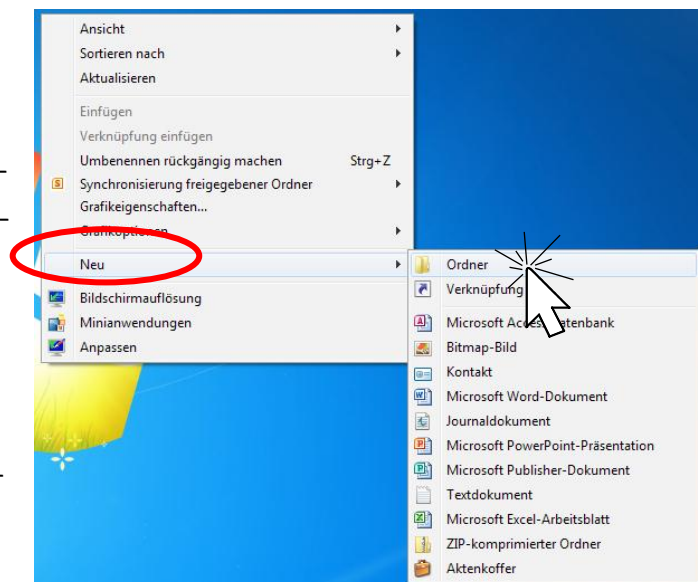 Ansicht
Sortieren nach
Aktualisieren
Einfügen
Verknüpfung einfügen
Umbenennen rückgängig machen Strg+Z
Synchronisierung freigegebener Ordner
Grafikeigenschaften...
Grafikoptionen
Neu
Bildschirmauflösung
Minianwendungen
Anpassen
Ordner
Verknüpfung
Microsoft Access-Datenbank
Bitmap-Bild
Kontakt
Microsoft Word-Dokument
Journaldokument
Microsoft PowerPoint-Präsentation
Microsoft Publisher-Dokument
Textdokument
Microsoft Excel-Arbeitsblatt
ZIP-komprimierter Ordner
Aktenkoffer